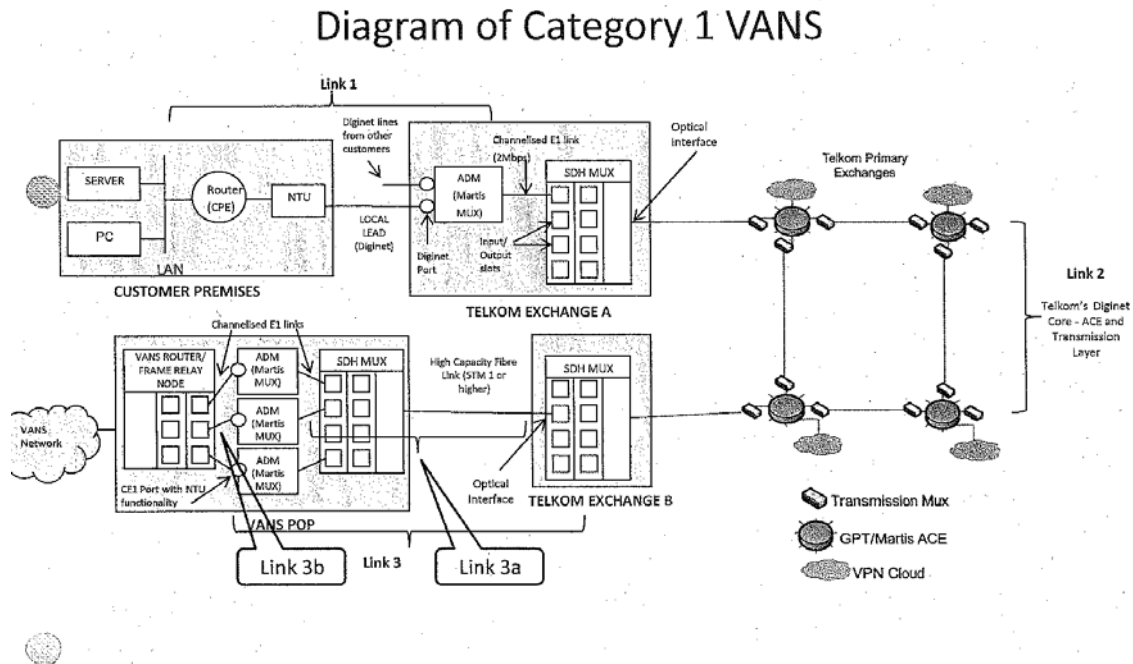 Diagram of Category 1 VANS
Link 1
Diginet lines
from other
customers
Channelised E1 link
(2Mbps)
Optical
Interface
SERVER
PC
Router
(CPE)
NTU
LAN
CUSTOMER PREMISES
LOCAL
LEAD
(Diginet)
ADM
(Martis
MUX)
Diginet
Port
SDH MUX
Input/
Output
slots
TELKOM EXCHANGE A
Telkom Primary
Exchanges
Link 2
Telkom's Diginet
Core - ACE and
Transmission
Layer
Channelised E1 links
VANS ROUTER/
FRAME RELAY
NODE
ADM
(Martis
MUX)
ADM
(Martis
MUX)
ADM
(Martis
MUX)
SDH MUX
High Capacity Fibre
Link (STM 1 or
higher)
SDH MUX
VANS
Network
CE1 Port with NTU
functionality
Optical
Interface
TELKOM EXCHANGE B
VANS POP
Link 3b
Link 3
Link 3a
Transmission Mux
GPT/Martis ACE
VPN Cloud